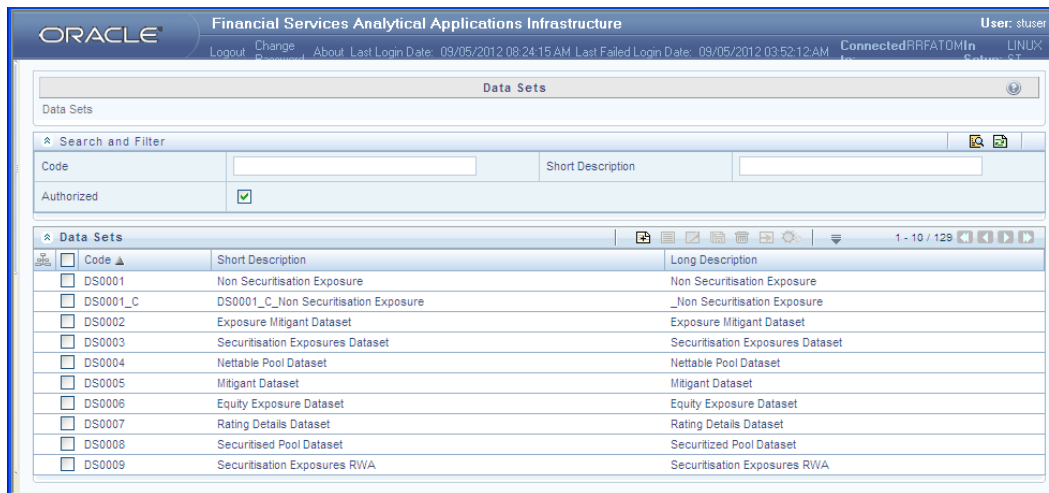 ORACLE
Financial Services Analytical Applications Infrastructure
User: stuser
Logout Change About Last Login Date: 09/05/2012 08:24:15 AM Last Failed Login Date: 09/05/2012 03:52:12:AM Connected RRFATOM In LINUX
Data Sets
Data Sets
Search and Filter
Code Short Description
Authorized
Data Sets 1 - 10 / 129
Code Short Description Long Description
DS0001 Non Securitisation Exposure Non Securitisation Exposure
DS0001_C DS0001_C_Non Securitisation Exposure _Non Securitisation Exposure
DS0002 Exposure Mitigant Dataset Exposure Mitigant Dataset
DS0003 Securitisation Exposures Dataset Securitisation Exposures Dataset
DS0004 Nettable Pool Dataset Nettable Pool Dataset
DS0005 Mitigant Dataset Mitigant Dataset
DS0006 Equity Exposure Dataset Equity Exposure Dataset
DS0007 Rating Details Dataset Rating Details Dataset
DS0008 Securitised Pool Dataset Securitized Pool Dataset
DS0009 Securitisation Exposures RWA Securitisation Exposures RWA